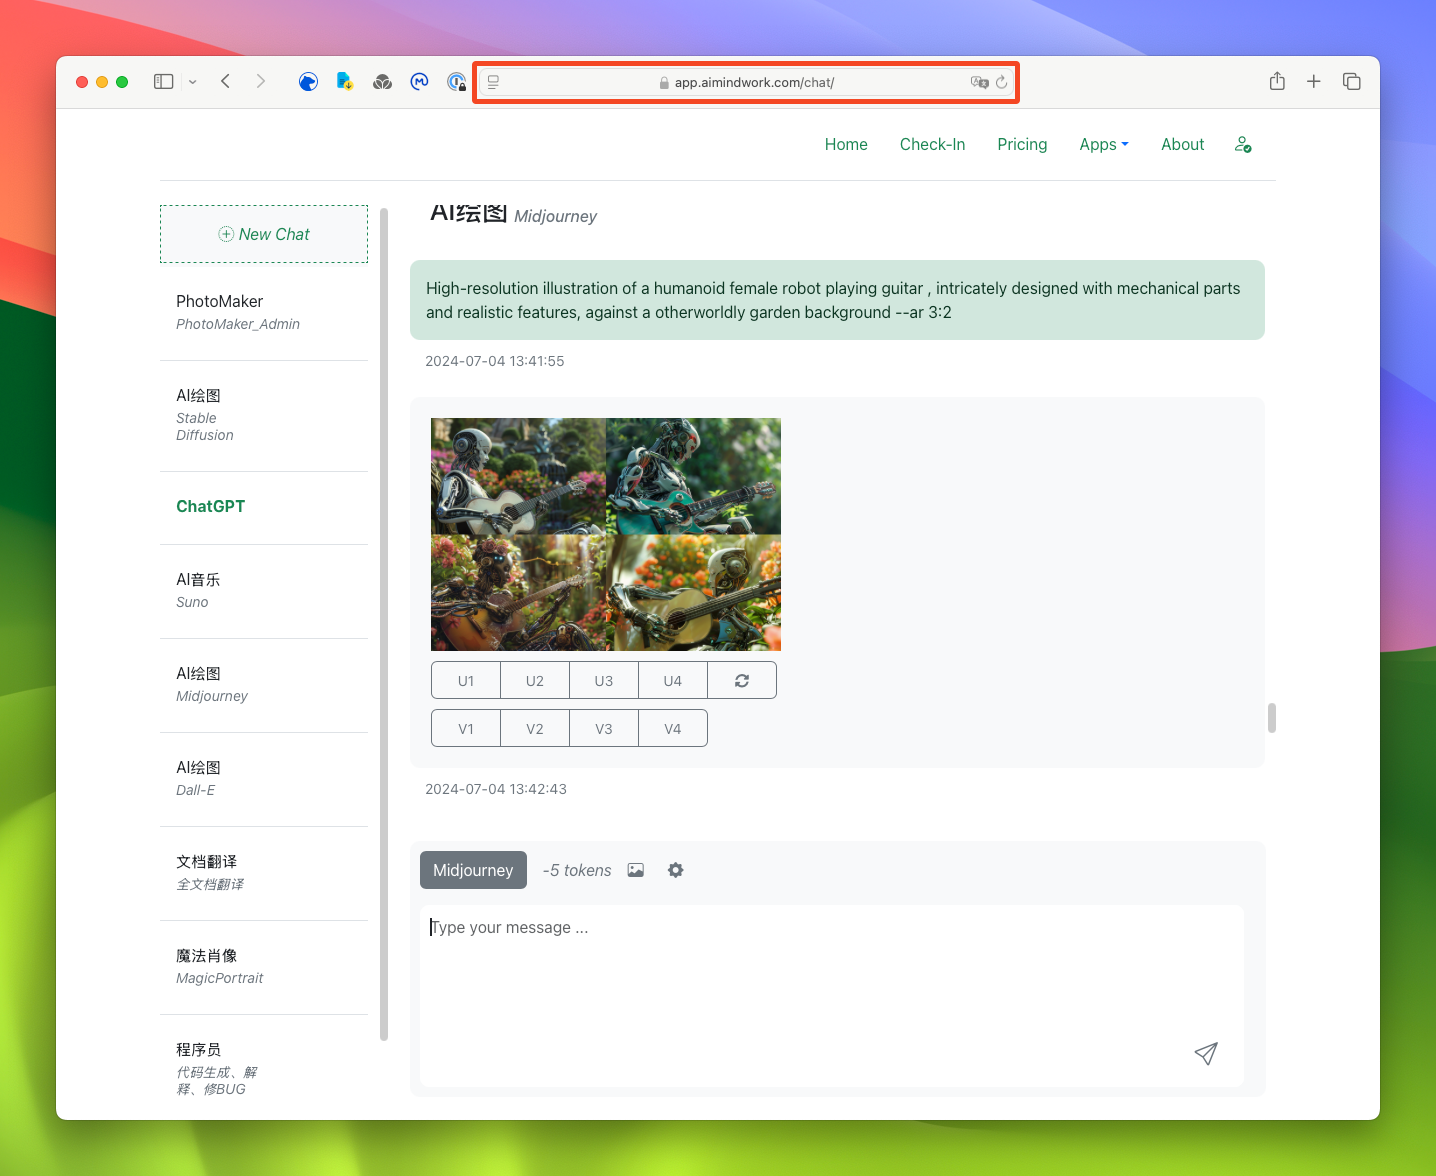 app.aimindwork.com/chat/
Home
Check-In
Pricing
Apps
About
New Chat
PhotoMaker
PhotoMaker_Admin
AI绘图
Stable
Diffusion
ChatGPT
AI音乐
Suno
AI绘图
Midjourney
AI绘图
Dall-E
文档翻译
全文档翻译
魔法肖像
MagicPortrait
程序员
代码生成、解
释、修BUG
AI绘图 Midjourney
High-resolution illustration of a humanoid female robot playing guitar , intricately designed with mechanical parts
and realistic features, against a otherworldly garden background --ar 3:2
2024-07-04 13:41:55
U1
U2
U3
U4
V1
V2
V3
V4
2024-07-04 13:42:43
Midjourney
-5 tokens
Type your message ...